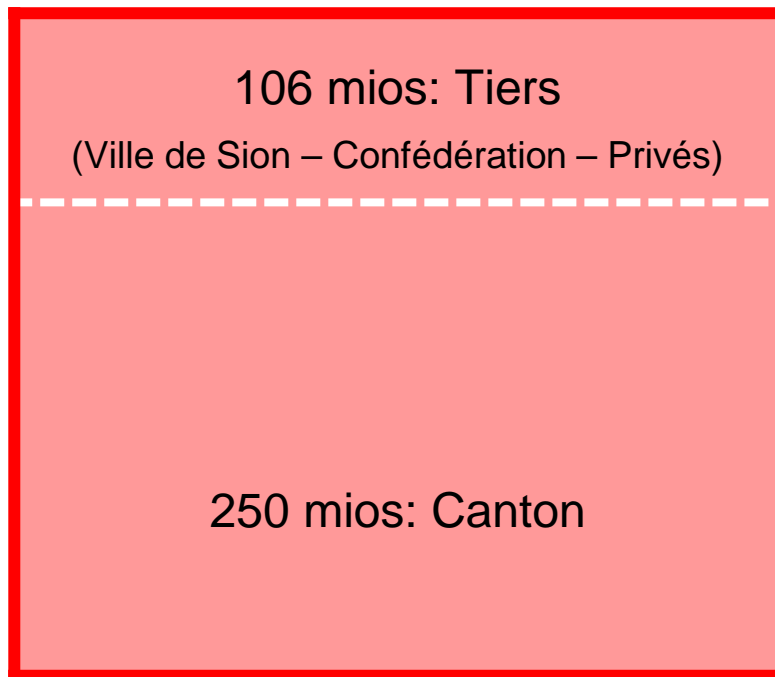 106 mios: Tiers
(Ville de Sion – Confédération – Privés)
250 mios: Canton